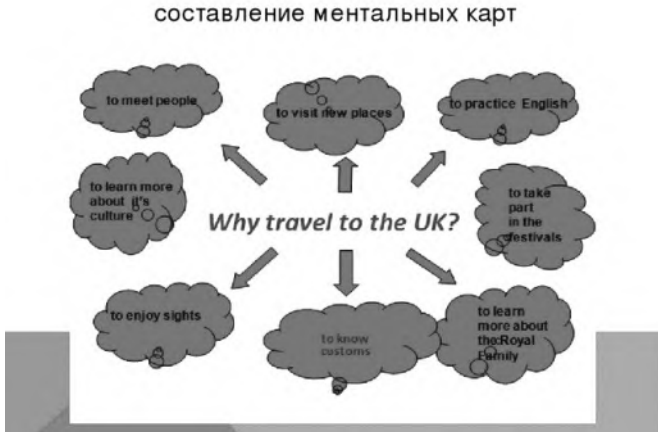 составление ментальных карт
to meet people
to visit new places
to practice English
to learn more
about it's
culture
Why travel to the UK?
to take
part
in the
festivals
to enjoy sights
to know
customs
to learn
more about
the Royal
Family